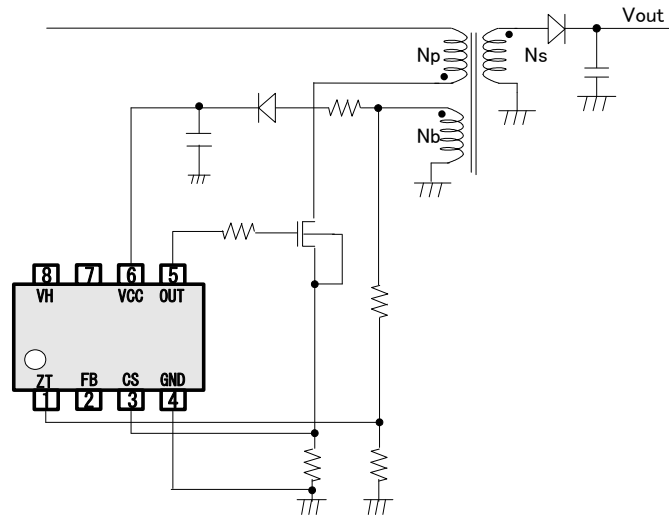 Vout
Np
Ns
Nb
8 7 6 5
VH VCC OUT
ZT FB CS GND
1 2 3 4